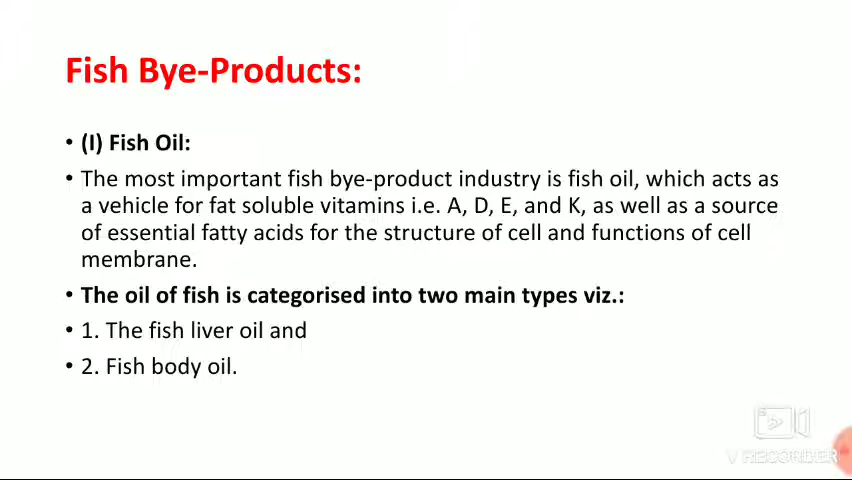 Fish Bye-Products:
• (I) Fish Oil:
• The most important fish bye-product industry is fish oil, which acts as
a vehicle for fat soluble vitamins i.e. A, D, E, and K, as well as a source
of essential fatty acids for the structure of cell and functions of cell
membrane.
• The oil of fish is categorised into two main types viz.:
• 1. The fish liver oil and
• 2. Fish body oil.
V RECORDER